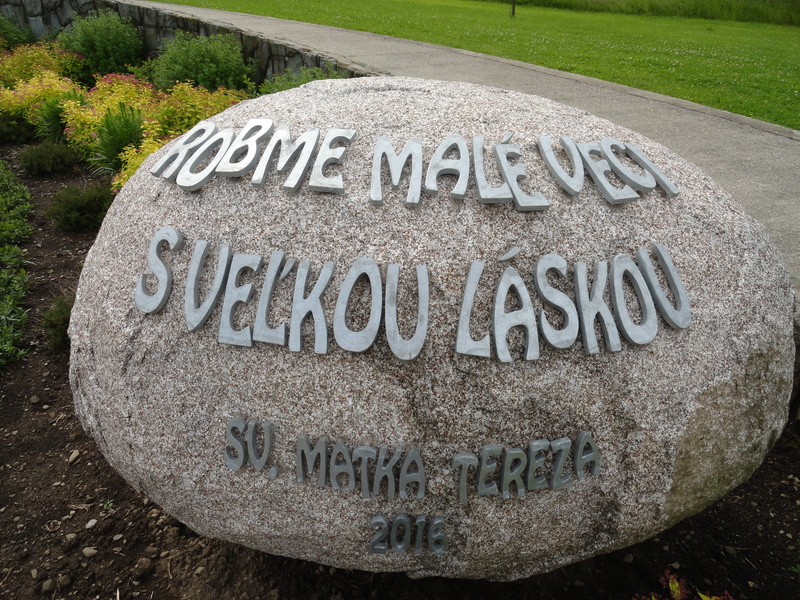 ROBME MALÉ VECI
S VEĽKOU LÁSKOU
SV. MATKA TEREZA
2016